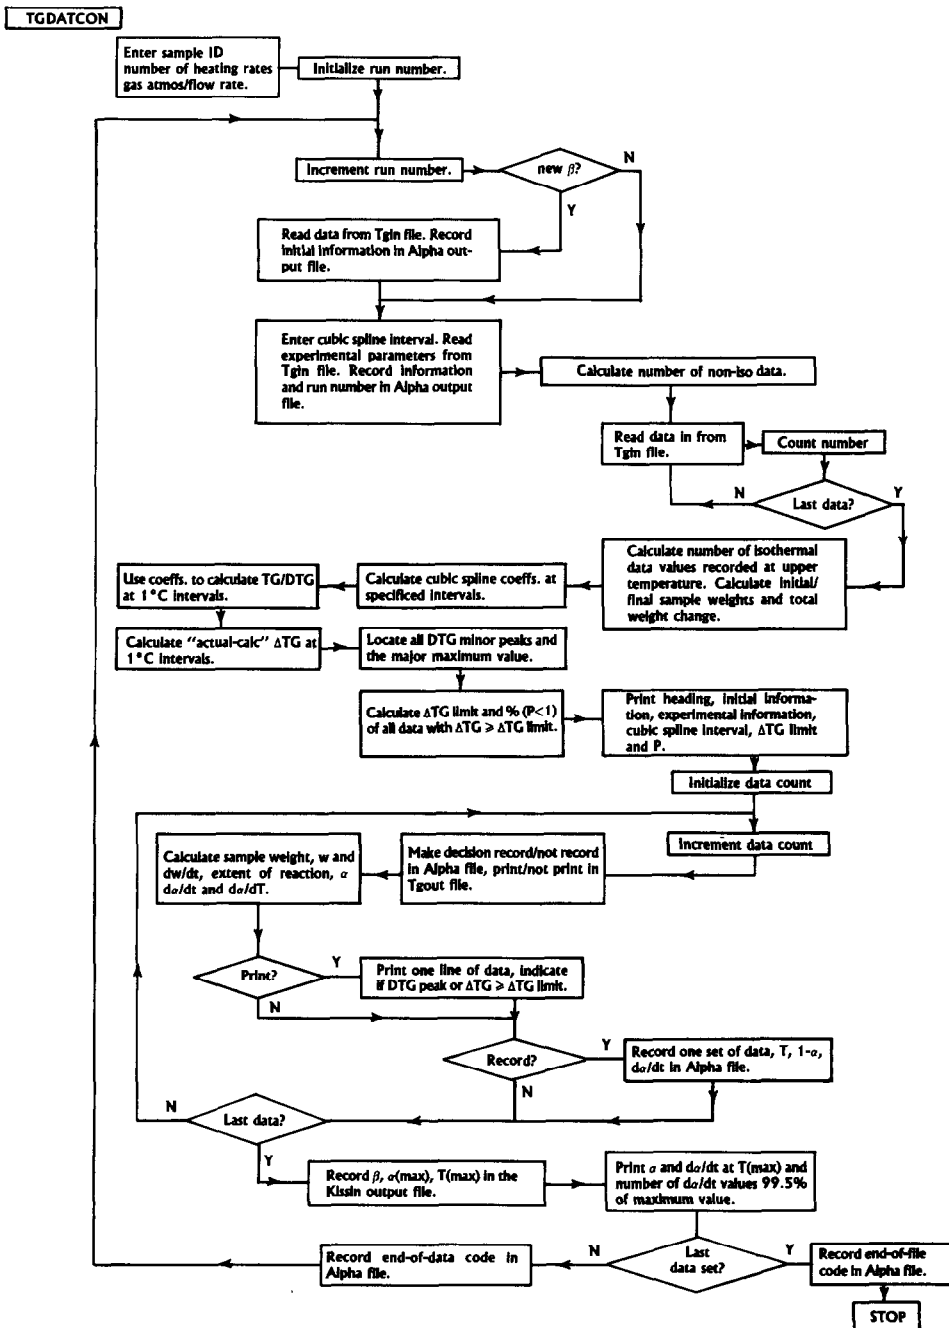 TGDATCON
Enter sample ID
number of heating rates
gas atmos/flow rate.
Initialize run number.
Increment run number.
new β?
N
Y
Read data from Tgin file. Record
initial information in Alpha out-
put file.
Enter cubic spline interval. Read
experimental parameters from
Tgin file. Record information
and run number in Alpha output
file.
Calculate number of non-iso data.
Read data in from
Tgin file.
Count number
Last data?
N
Y
Calculate number of isothermal
data values recorded at upper
temperature. Calculate initial/
final sample weights and total
weight change.
Calculate cubic spline coeffs. at
specificed intervals.
Use coeffs. to calculate TG/DTG
at 1°C intervals.
Calculate "actual-calc" ΔTG at
1°C intervals.
Locate all DTG minor peaks and
the major maximum value.
Calculate ΔTG limit and % (P<1)
of all data with ΔTG ⩾ ΔTG limit.
Print heading, initial informa-
tion, experimental information,
cubic spline interval, ΔTG limit
and P.
Initialize data count
Increment data count
Make decision record/not record
in Alpha file, print/not print in
Tgout file.
Calculate sample weight, w and
dw/dt, extent of reaction, α
dα/dt and dα/dT.
Print?
Y
N
Print one line of data, indicate
if DTG peak or ΔTG ⩾ ΔTG limit.
Record?
Y
N
Record one set of data, T, 1-α,
dα/dt in Alpha file.
Last data?
N
Y
Record β, α(max), T(max) in the
Kissin output file.
Print α and dα/dt at T(max) and
number of dα/dt values 99.5%
of maximum value.
Last
data set?
N
Y
Record end-of-data code in
Alpha file.
Record end-of-file
code in Alpha file.
STOP